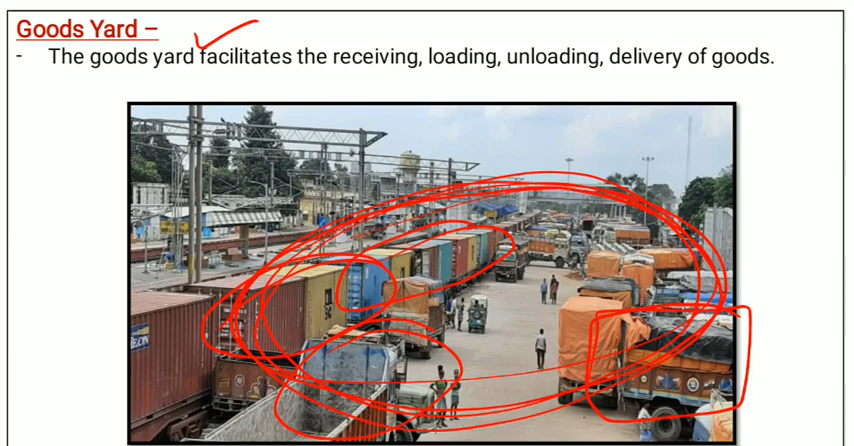 Goods Yard –
- The goods yard facilitates the receiving, loading, unloading, delivery of goods.